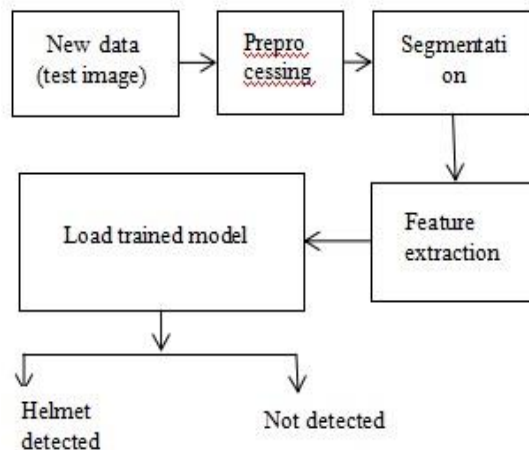 New data
(test image)
Prepro
cessing
Segmentati
on
Feature
extraction
Load trained model
Helmet
detected
Not detected